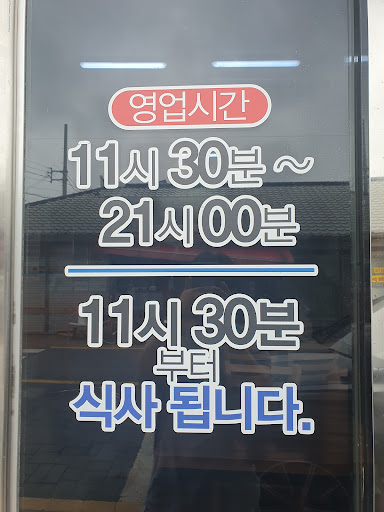 영업시간
11시 30분 ~
21시 00분
11시 30분
부터
식사 됩니다.